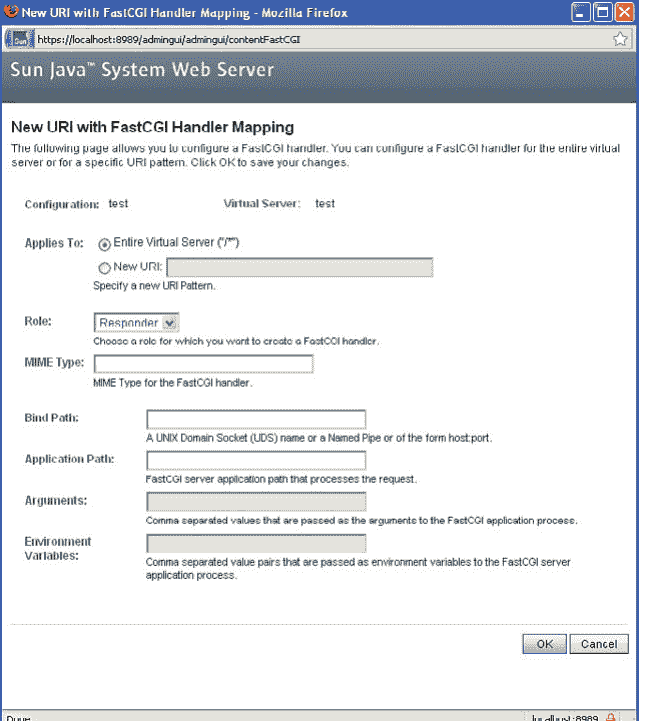 New URI with FastCGI Handler Mapping - Mozilla Firefox
Sun https://localhost:8989/admingui/admingui/contentFastCGI
Sun Java™ System Web Server
New URI with FastCGI Handler Mapping
The following page allows you to configure a FastCGI handler. You can configure a FastCGI handler for the entire virtual
server or for a specific URI pattern. Click OK to save your changes.
Configuration: test Virtual Server: test
Applies To: Entire Virtual Server ("/*")
New URI:
Specify a new URI Pattern.
Role: Responder
Choose a role for which you want to create a FastCGI handler.
MIME Type:
MIME Type for the FastCGI handler.
Bind Path:
A UNIX Domain Socket (UDS) name or a Named Pipe or of the form host:port.
Application Path:
FastCGI server application path that processes the request.
Arguments:
Comma separated values that are passed as the arguments to the FastCGI application process.
Environment
Variables:
Comma separated value pairs that are passed as environment variables to the FastCGI server
application process.
OK Cancel
Done localhost:8989